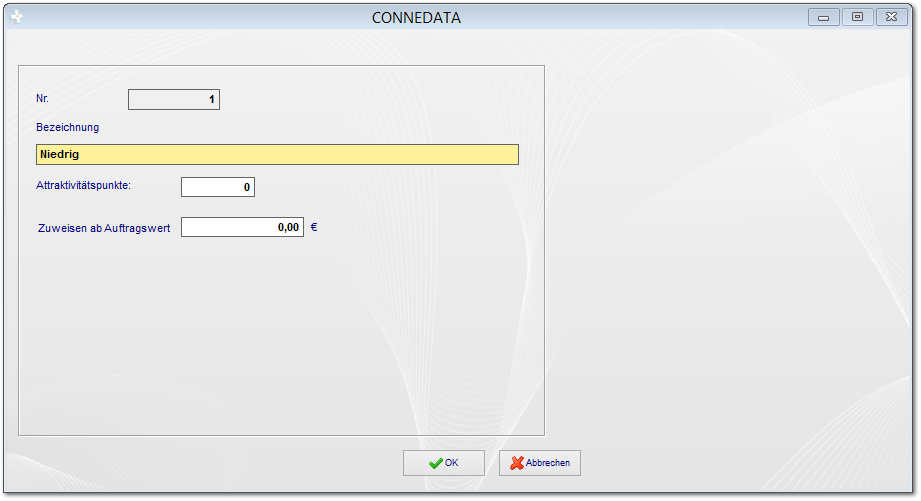 CONNEDATA
Nr. 1
Bezeichnung
Niedrig
Attraktivitätspunkte: 0
Zuweisen ab Auftragswert 0,00 €
OK Abbrechen